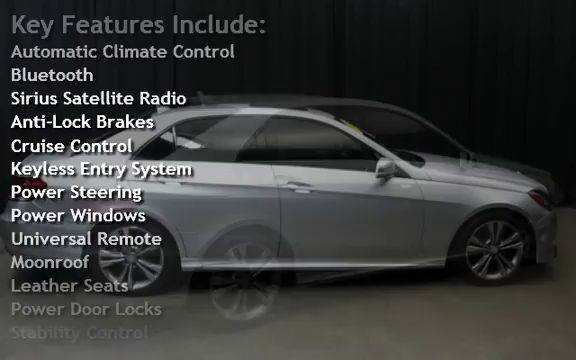 Key Features Include:
Automatic Climate Control
Bluetooth
Sirius Satellite Radio
Anti-Lock Brakes
Cruise Control
Keyless Entry System
Power Steering
Power Windows
Universal Remote
Moonroof
Leather Seats
Power Door Locks
Stability Control